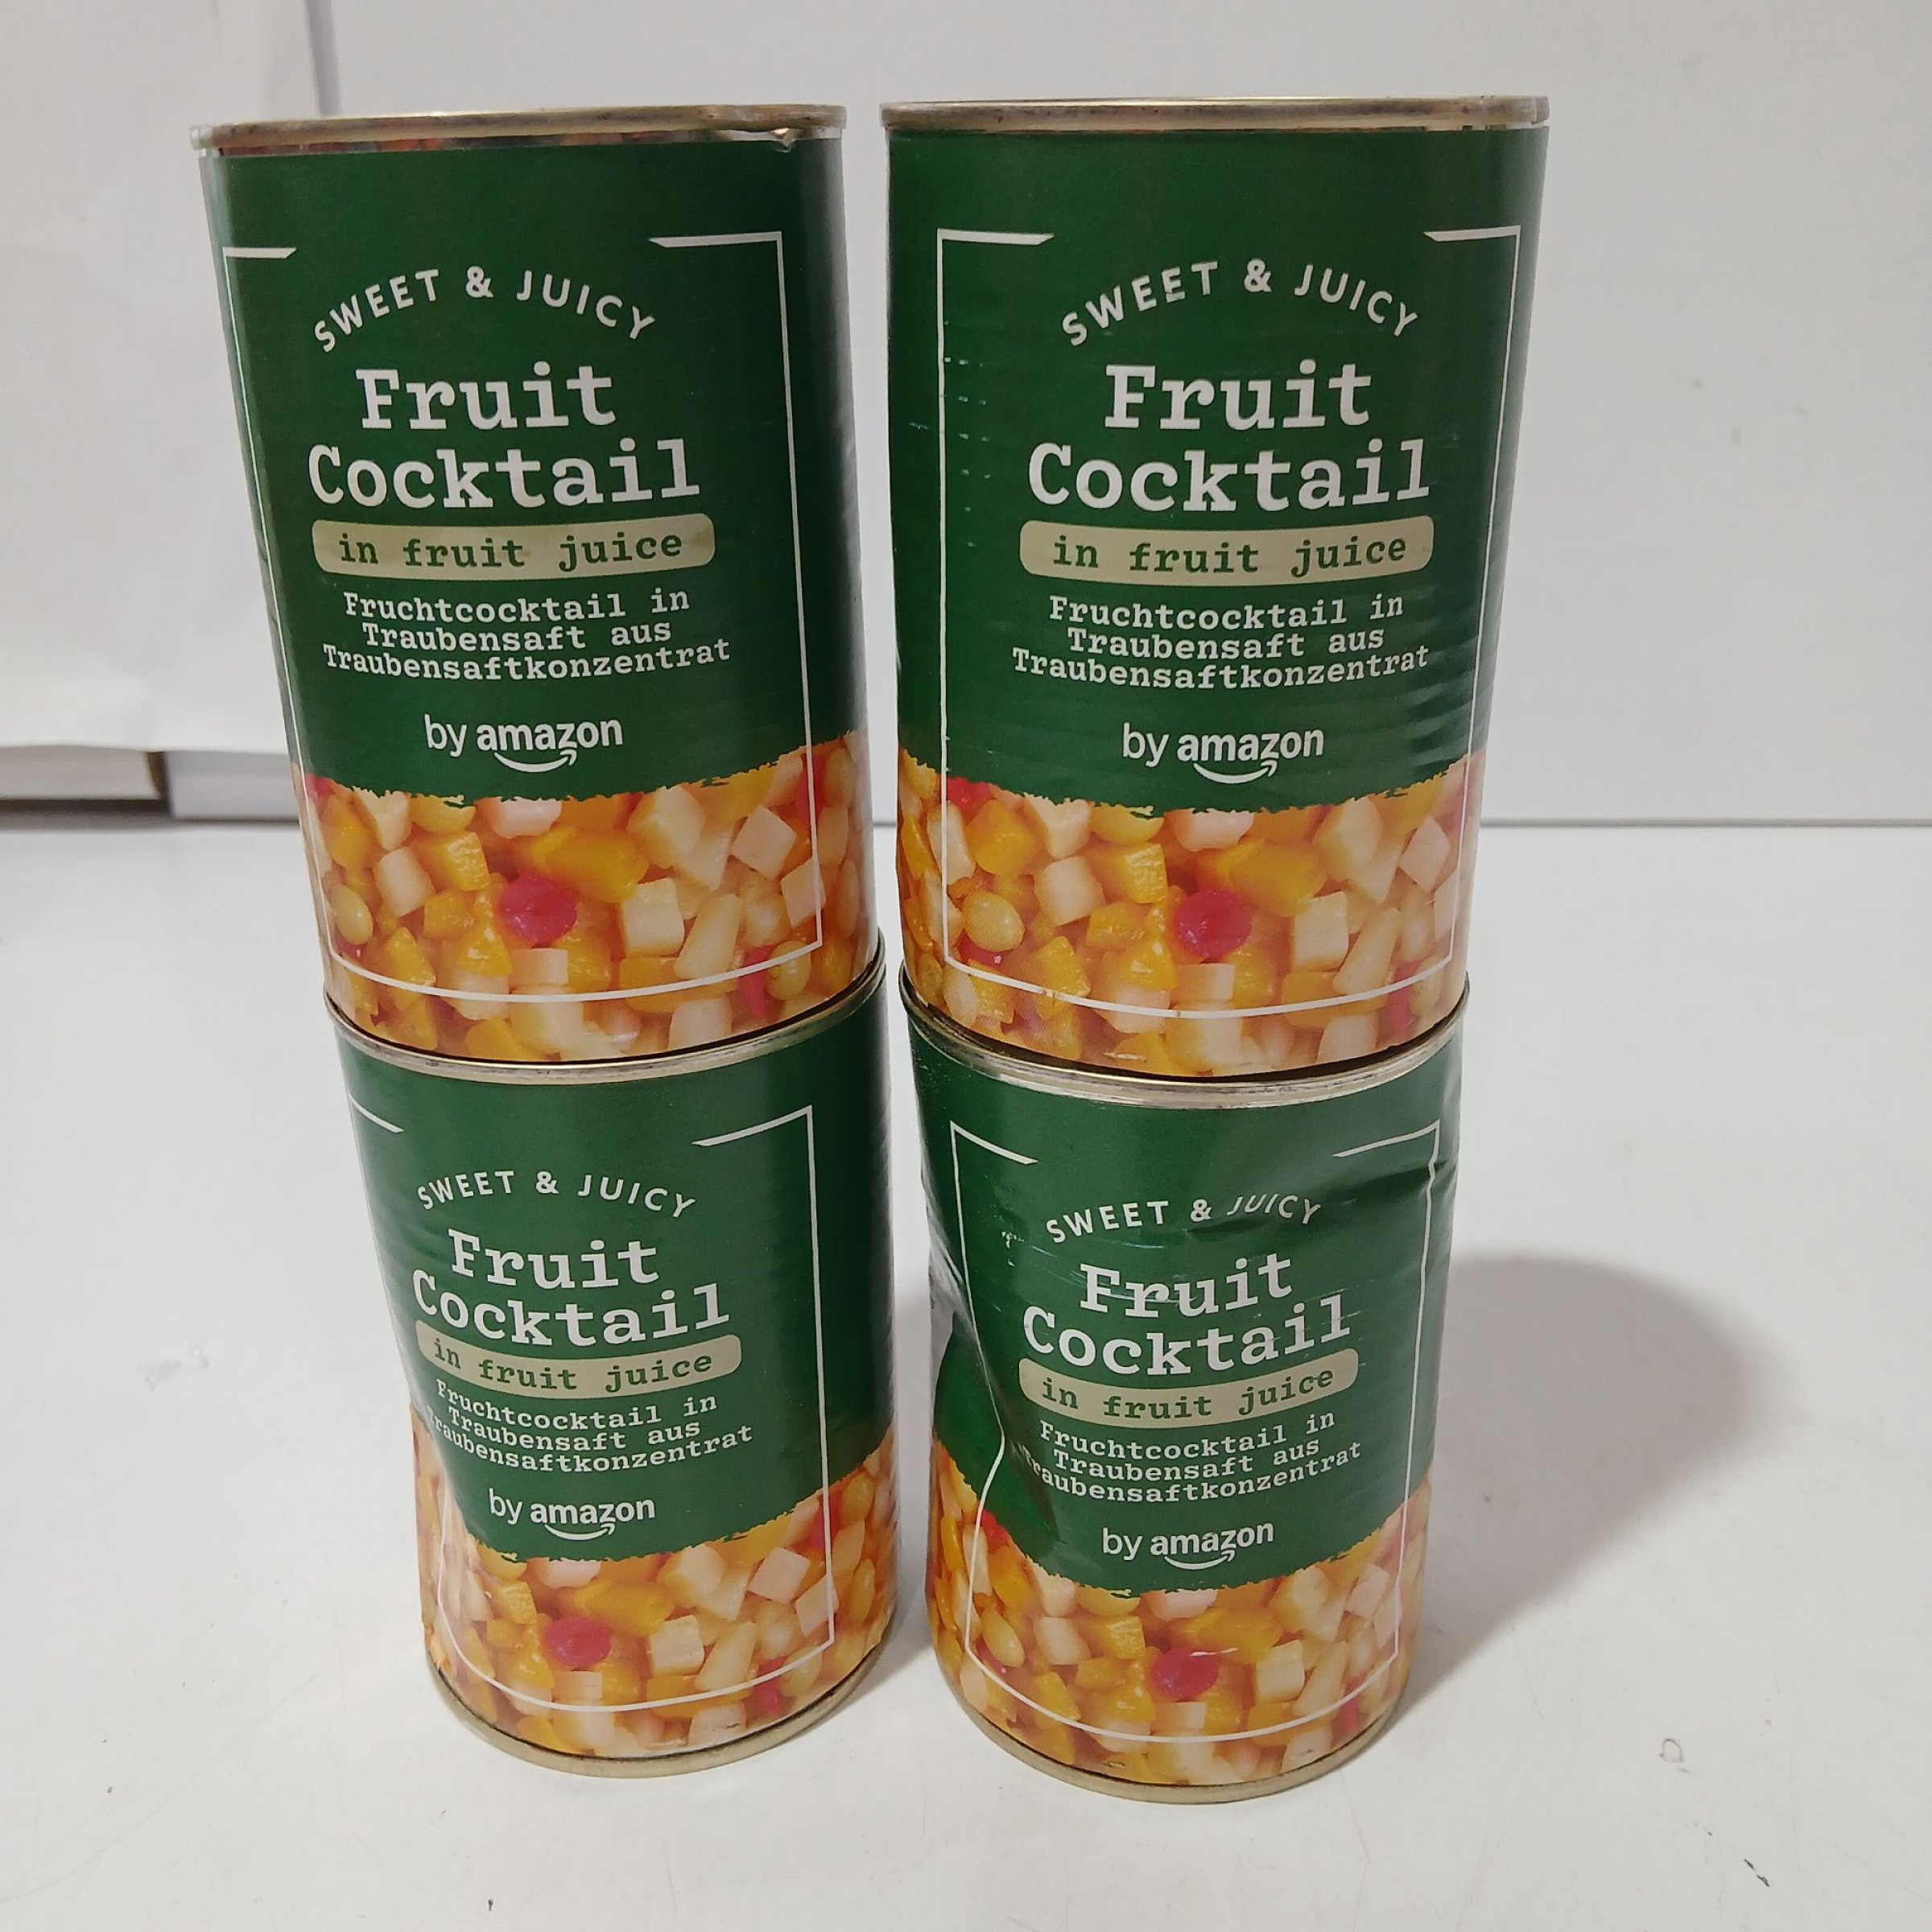 SWEET & JUICY
Fruit
Cocktail
in fruit juice
Fruchtcocktail in
Traubensaft aus
Traubensaftkonzentrat
by amazon
SWEET & JUICY
Fruit
Cocktail
in fruit juice
Fruchtcocktail in
Traubensaft aus
Traubensaftkonzentrat
by amazon
SWEET & JUICY
Fruit
Cocktail
in fruit juice
Fruchtcocktail in
Traubensaft aus
Traubensaftkonzentrat
by amazon
SWEET & JUICY
Fruit
Cocktail
in fruit juice
Fruchtcocktail in
Traubensaft aus
Traubensaftkonzentrat
by amazon